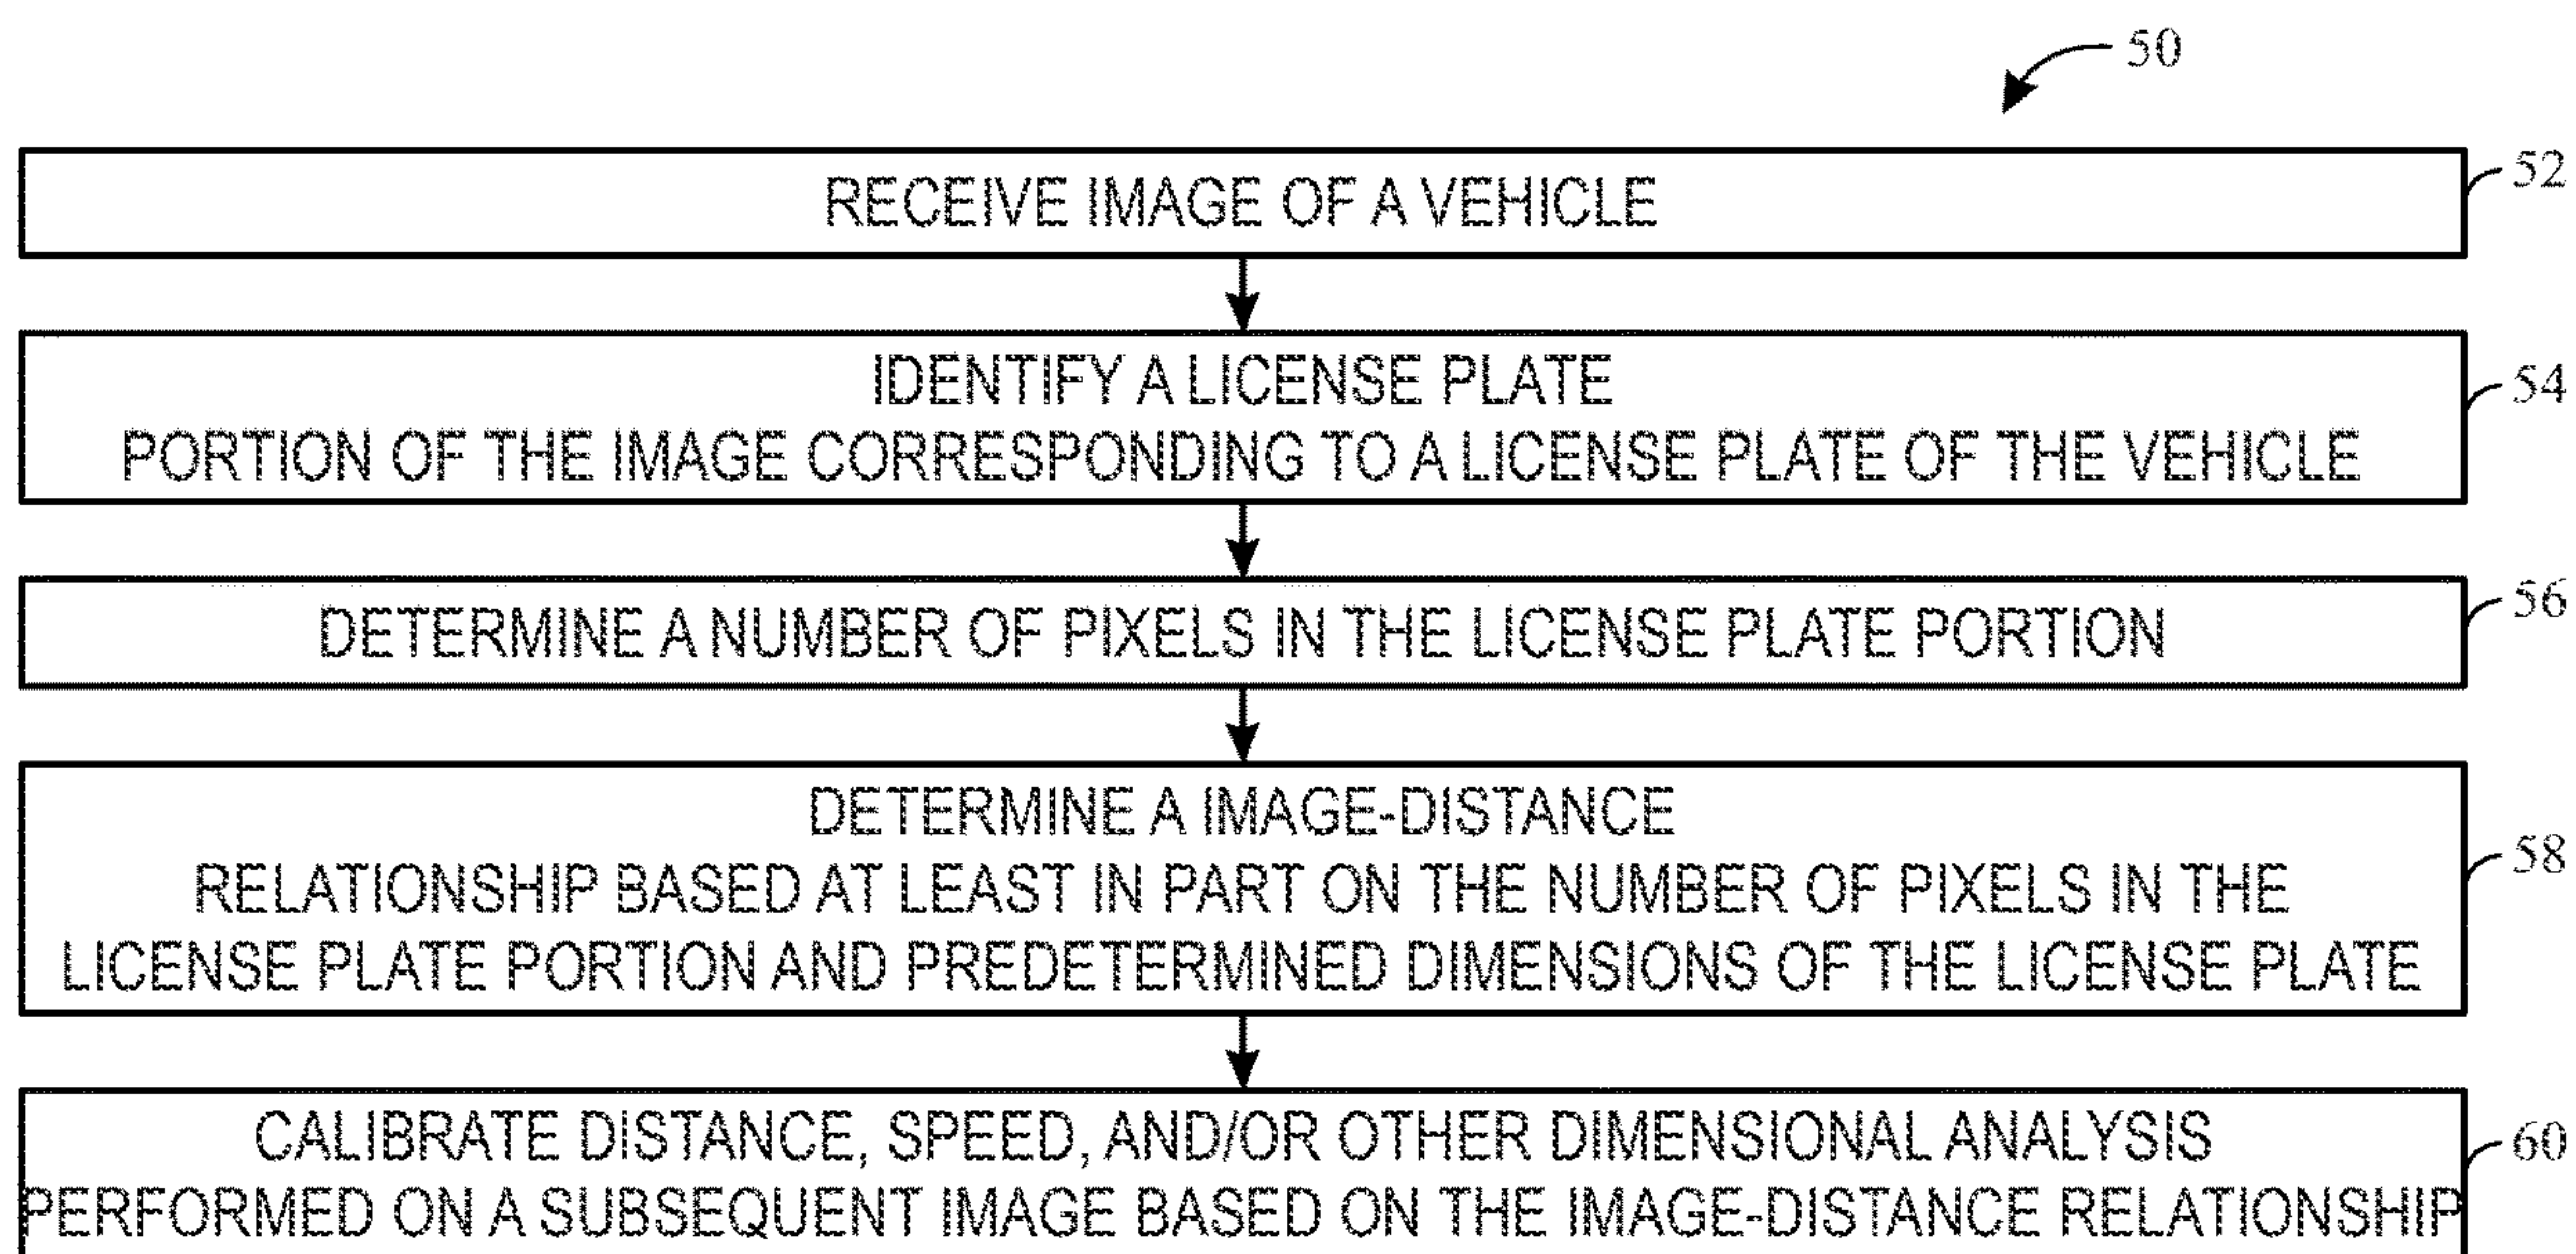 50
RECEIVE IMAGE OF A VEHICLE
52
IDENTIFY A LICENSE PLATE
PORTION OF THE IMAGE CORRESPONDING TO A LICENSE PLATE OF THE VEHICLE
54
DETERMINE A NUMBER OF PIXELS IN THE LICENSE PLATE PORTION
56
DETERMINE A IMAGE-DISTANCE
RELATIONSHIP BASED AT LEAST IN PART ON THE NUMBER OF PIXELS IN THE
LICENSE PLATE PORTION AND PREDETERMINED DIMENSIONS OF THE LICENSE PLATE
58
CALIBRATE DISTANCE, SPEED, AND/OR OTHER DIMENSIONAL ANALYSIS
PERFORMED ON A SUBSEQUENT IMAGE BASED ON THE IMAGE-DISTANCE RELATIONSHIP
60